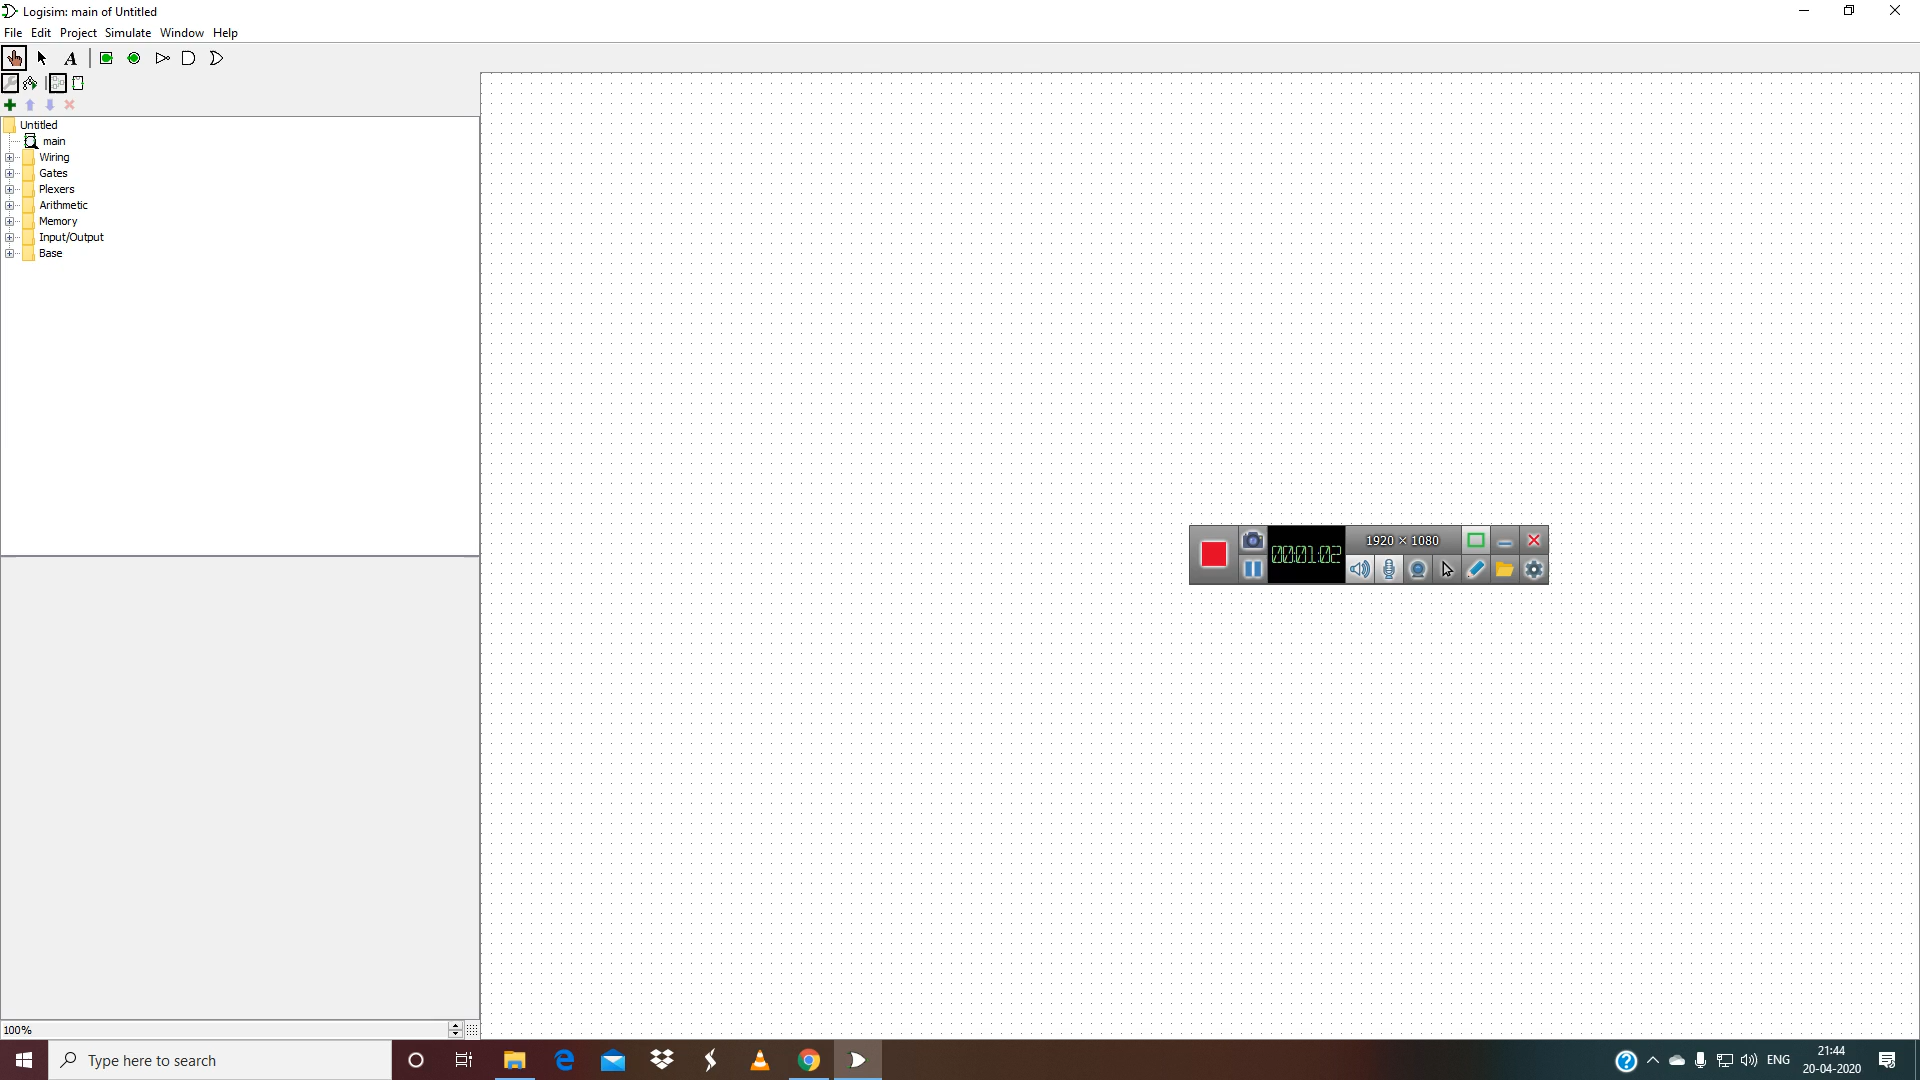 Logisim: main of Untitled
File Edit Project Simulate Window Help
A
Untitled
main
Wiring
Gates
Plexers
Arithmetic
Memory
Input/Output
Base
00:01:02
1920 × 1080
100%
Type here to search
ENG
21:44
20-04-2020